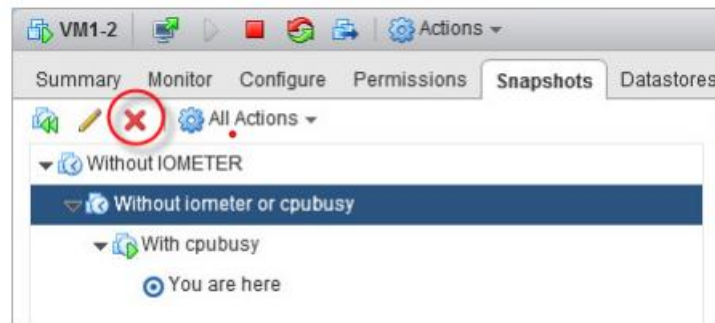 VM1-2 Actions
Summary Monitor Configure Permissions Snapshots Datastores
All Actions
Without IOMETER
Without iometer or cpubusy
With cpubusy
You are here